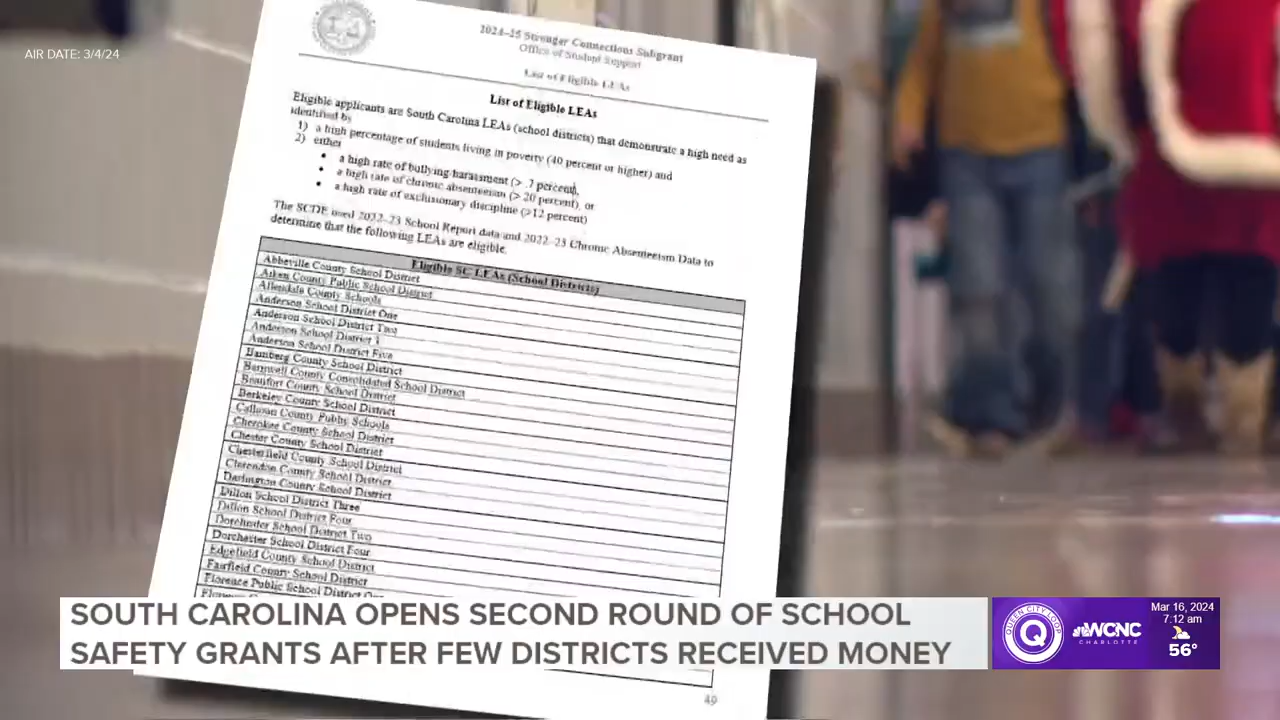 AIR DATE: 3/4/24
2024–25 Stronger Connections Subgrant
Office of Student Support
List of Eligible LEAs
List of Eligible LEAs
Eligible applicants are South Carolina LEAs (school districts) that demonstrate a high need as
identified by
1) a high percentage of students living in poverty (40 percent or higher) and
2) either
• a high rate of bullying/harassment (> .7 percent),
• a high rate of chronic absenteeism (> 20 percent), or
• a high rate of exclusionary discipline (>12 percent)
The SCDE used 2022–23 School Report data and 2022–23 Chronic Absenteeism Data to
determine that the following LEAs are eligible.
Eligible SC LEAs (School Districts)
Abbeville County School District
Aiken County Public School District
Allendale County Schools
Anderson School District One
Anderson School District Two
Anderson School District
Anderson School District Five
Bamberg County School District
Barnwell County Consolidated School District
Beaufort County School District
Berkeley County School District
Calhoun County Public Schools
Cherokee County School District
Chester County School District
Chesterfield County School District
Clarendon County School District
Darlington County School District
Dillon School District Three
Dillon School District Four
Dorchester School District Two
Dorchester School District Four
Edgefield County School District
Fairfield County School District
Florence Public School District
49
SOUTH CAROLINA OPENS SECOND ROUND OF SCHOOL
SAFETY GRANTS AFTER FEW DISTRICTS RECEIVED MONEY
QUEEN CITY
Q
WCNC
CHARLOTTE
Mar 16, 2024
7:12 am
56°